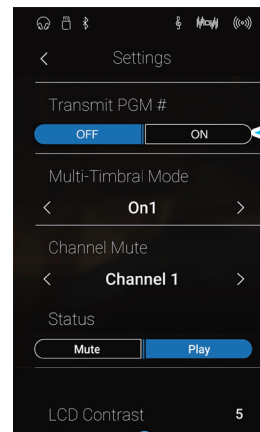 Settings
Transmit PGM #
OFF ON
Multi-Timbral Mode
On1
Channel Mute
Channel 1
Status
Mute Play
LCD Contrast 5